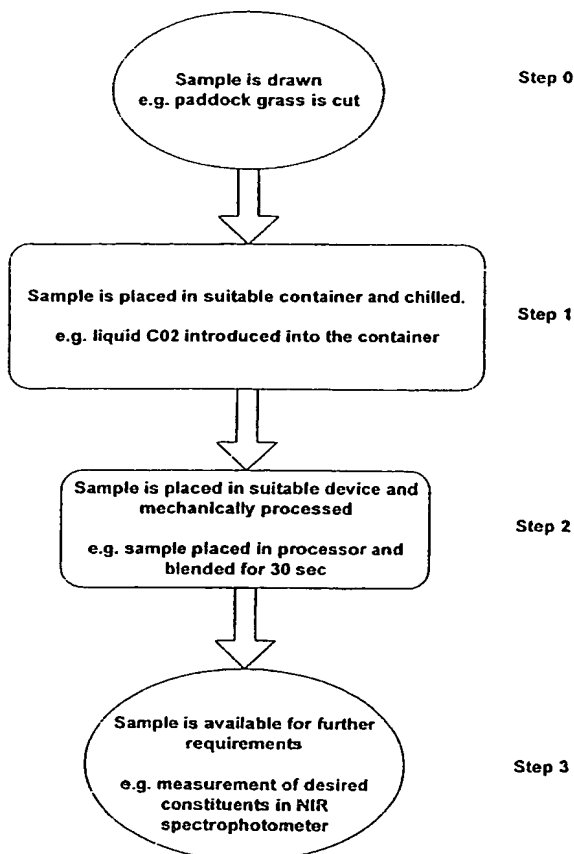 Sample is drawn
e.g. paddock grass is cut
Step 0
Sample is placed in suitable container and chilled.
e.g. liquid C02 introduced into the container
Step 1
Sample is placed in suitable device and
mechanically processed
e.g. sample placed in processor and
blended for 30 sec
Step 2
Sample is available for further
requirements
e.g. measurement of desired
constituents in NIR
spectrophotometer
Step 3